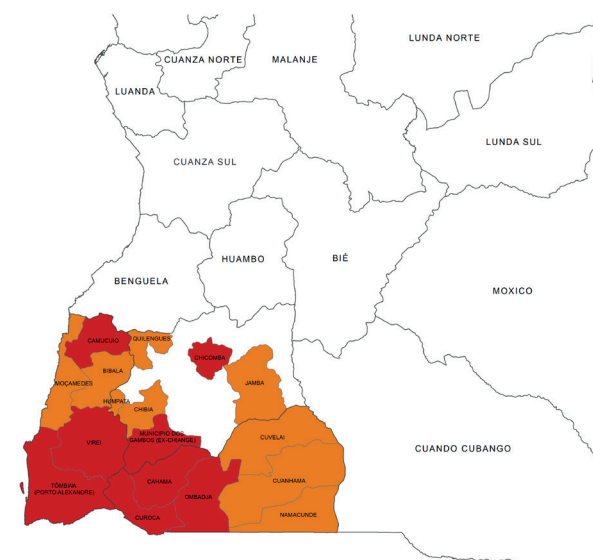 LUNDA NORTE
CUANZA NORTE
MALANJE
LUANDA
LUNDA SUL
CUANZA SUL
HUAMBO
BIÉ
BENGUELA
MOXICO
CAMUCUIO
QUILENGUES
CHICOMBA
BIBALA
MOÇAMEDES
JAMBA
HUMPATA
CHIBIA
MUNICIPIO DOS
GAMBOS (EX-CHIANGE)
CUVELAI
VIREI
CUANDO CUBANGO
TÔMBWA
(PORTO ALEXANDRE)
CAHAMA
CUANHAMA
OMBADJA
CUROCA
NAMACUNDE